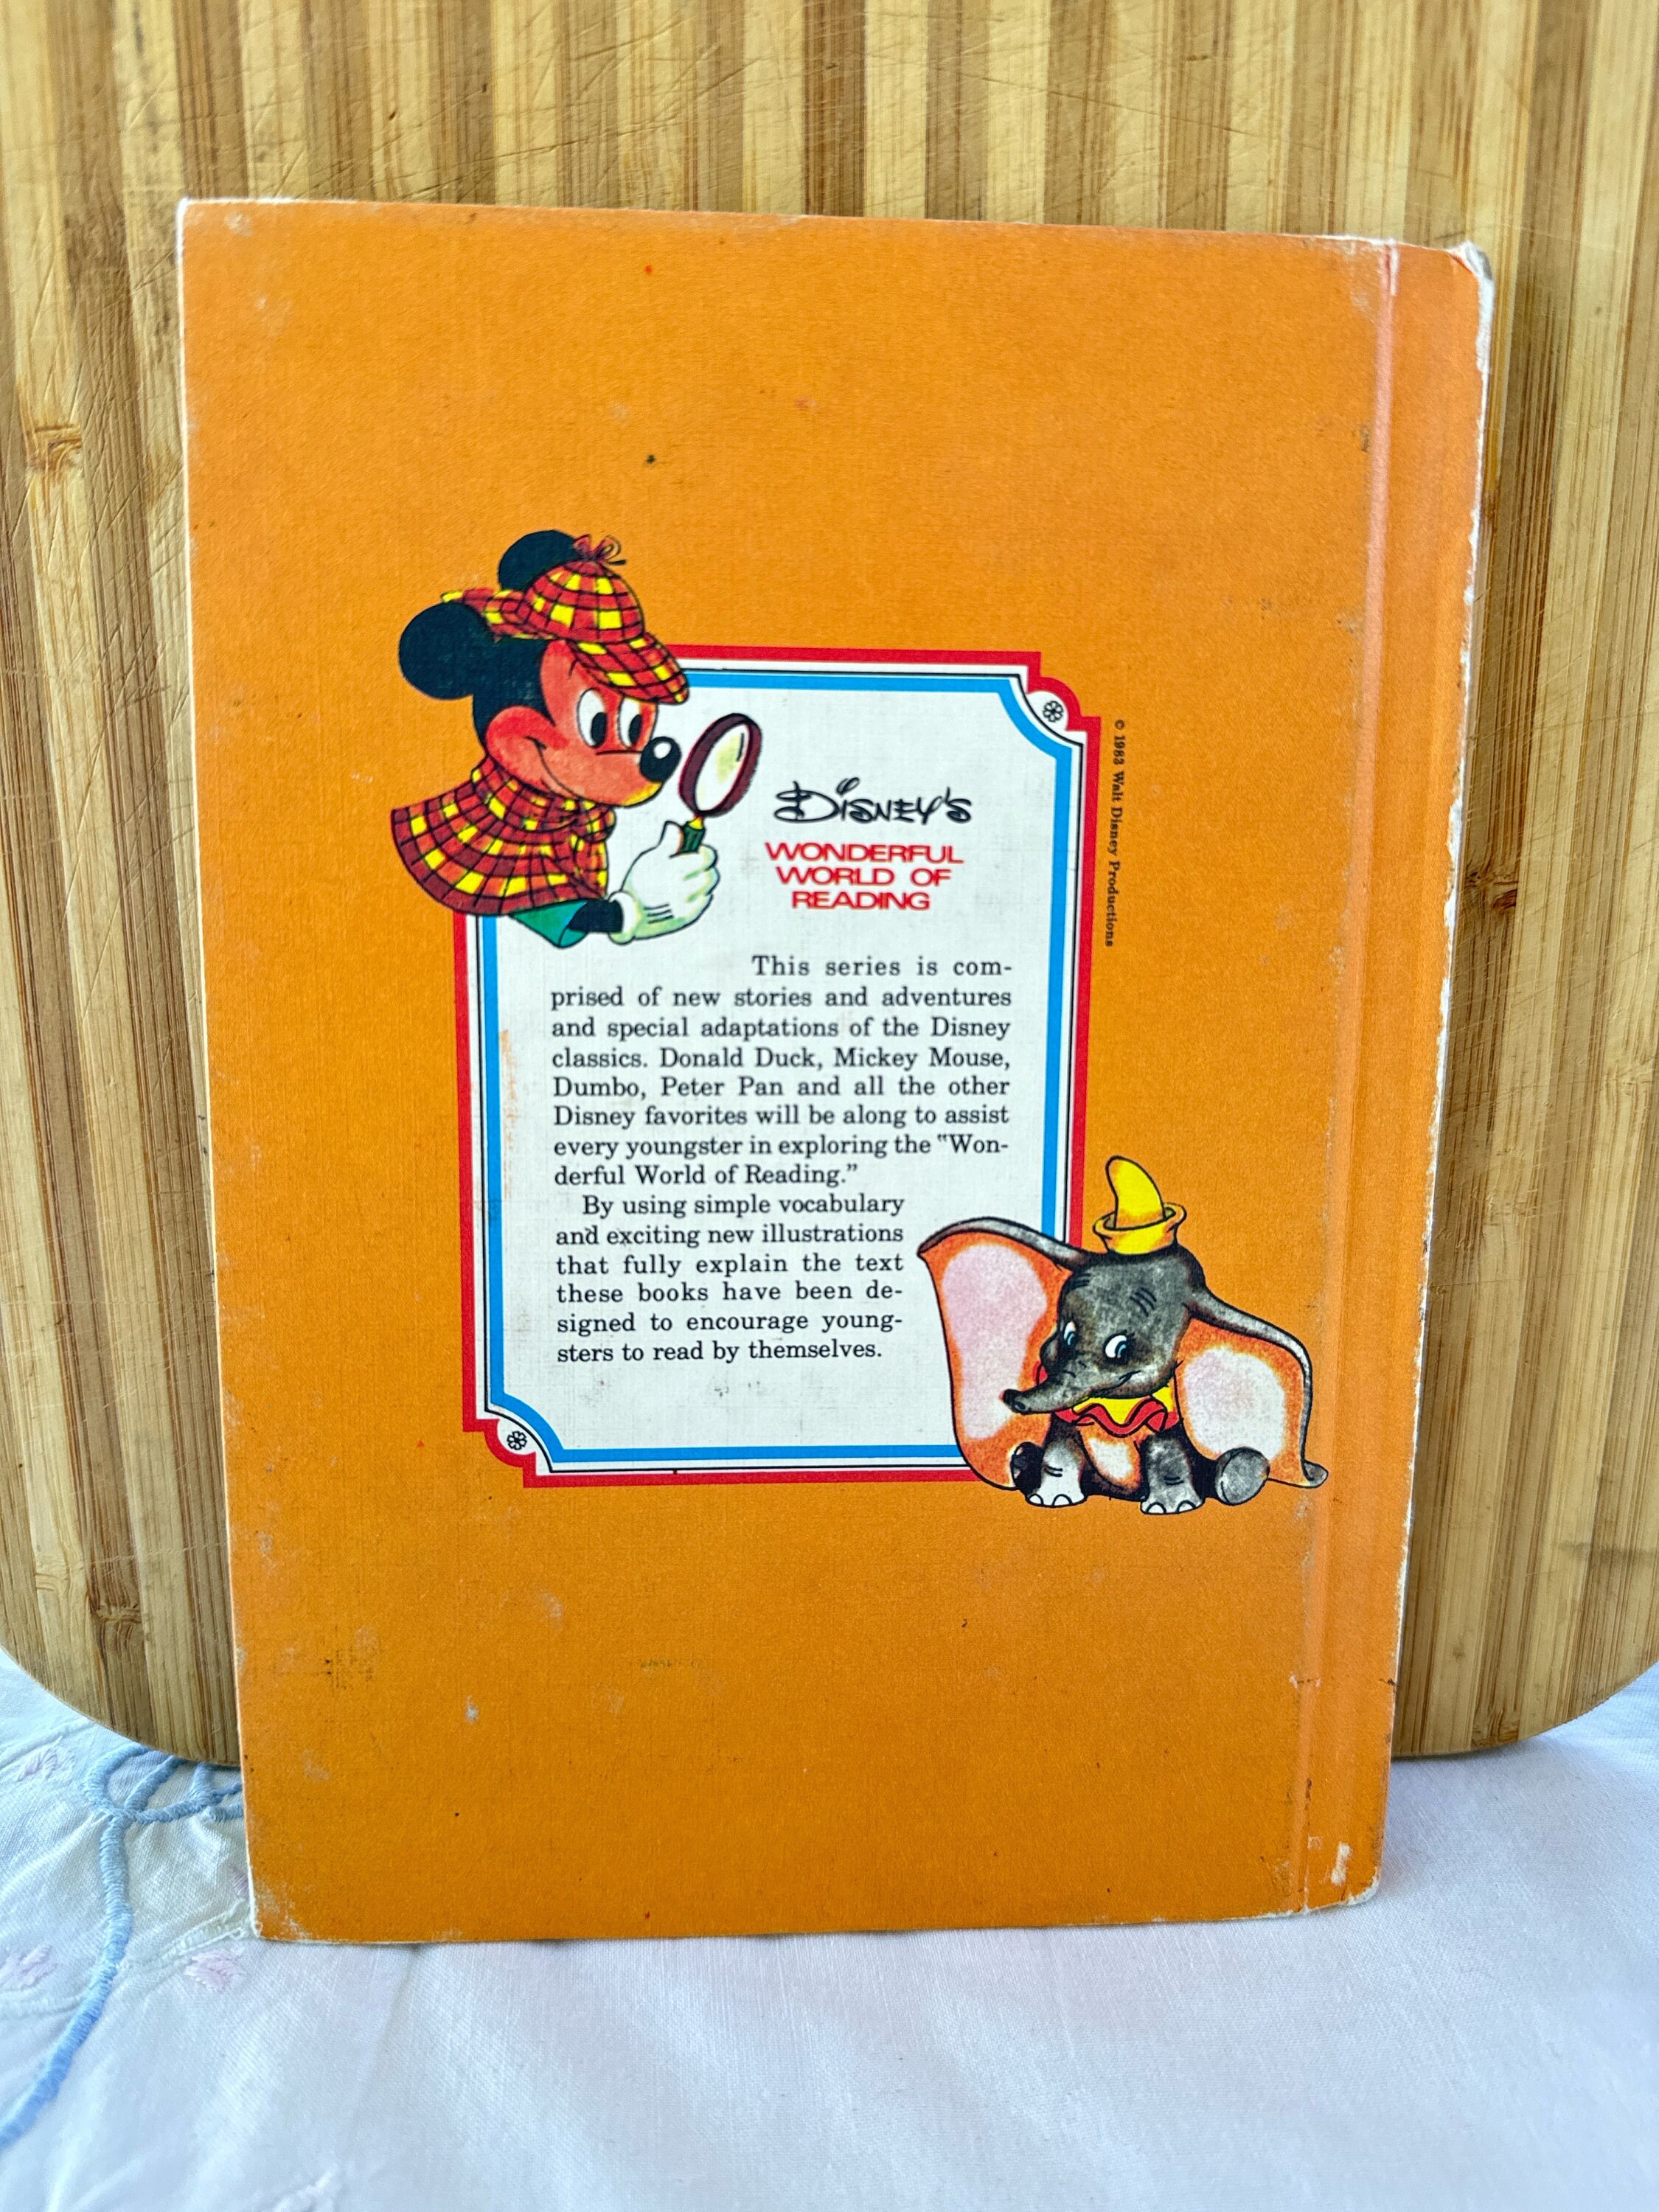 Disney's
WONDERFUL
WORLD OF
READING
This series is com-
prised of new stories and adventures
and special adaptations of the Disney
classics. Donald Duck, Mickey Mouse,
Dumbo, Peter Pan and all the other
Disney favorites will be along to assist
every youngster in exploring the "Won-
derful World of Reading."
By using simple vocabulary
and exciting new illustrations
that fully explain the text
these books have been de-
signed to encourage young-
sters to read by themselves.
© 1983 Walt Disney Productions